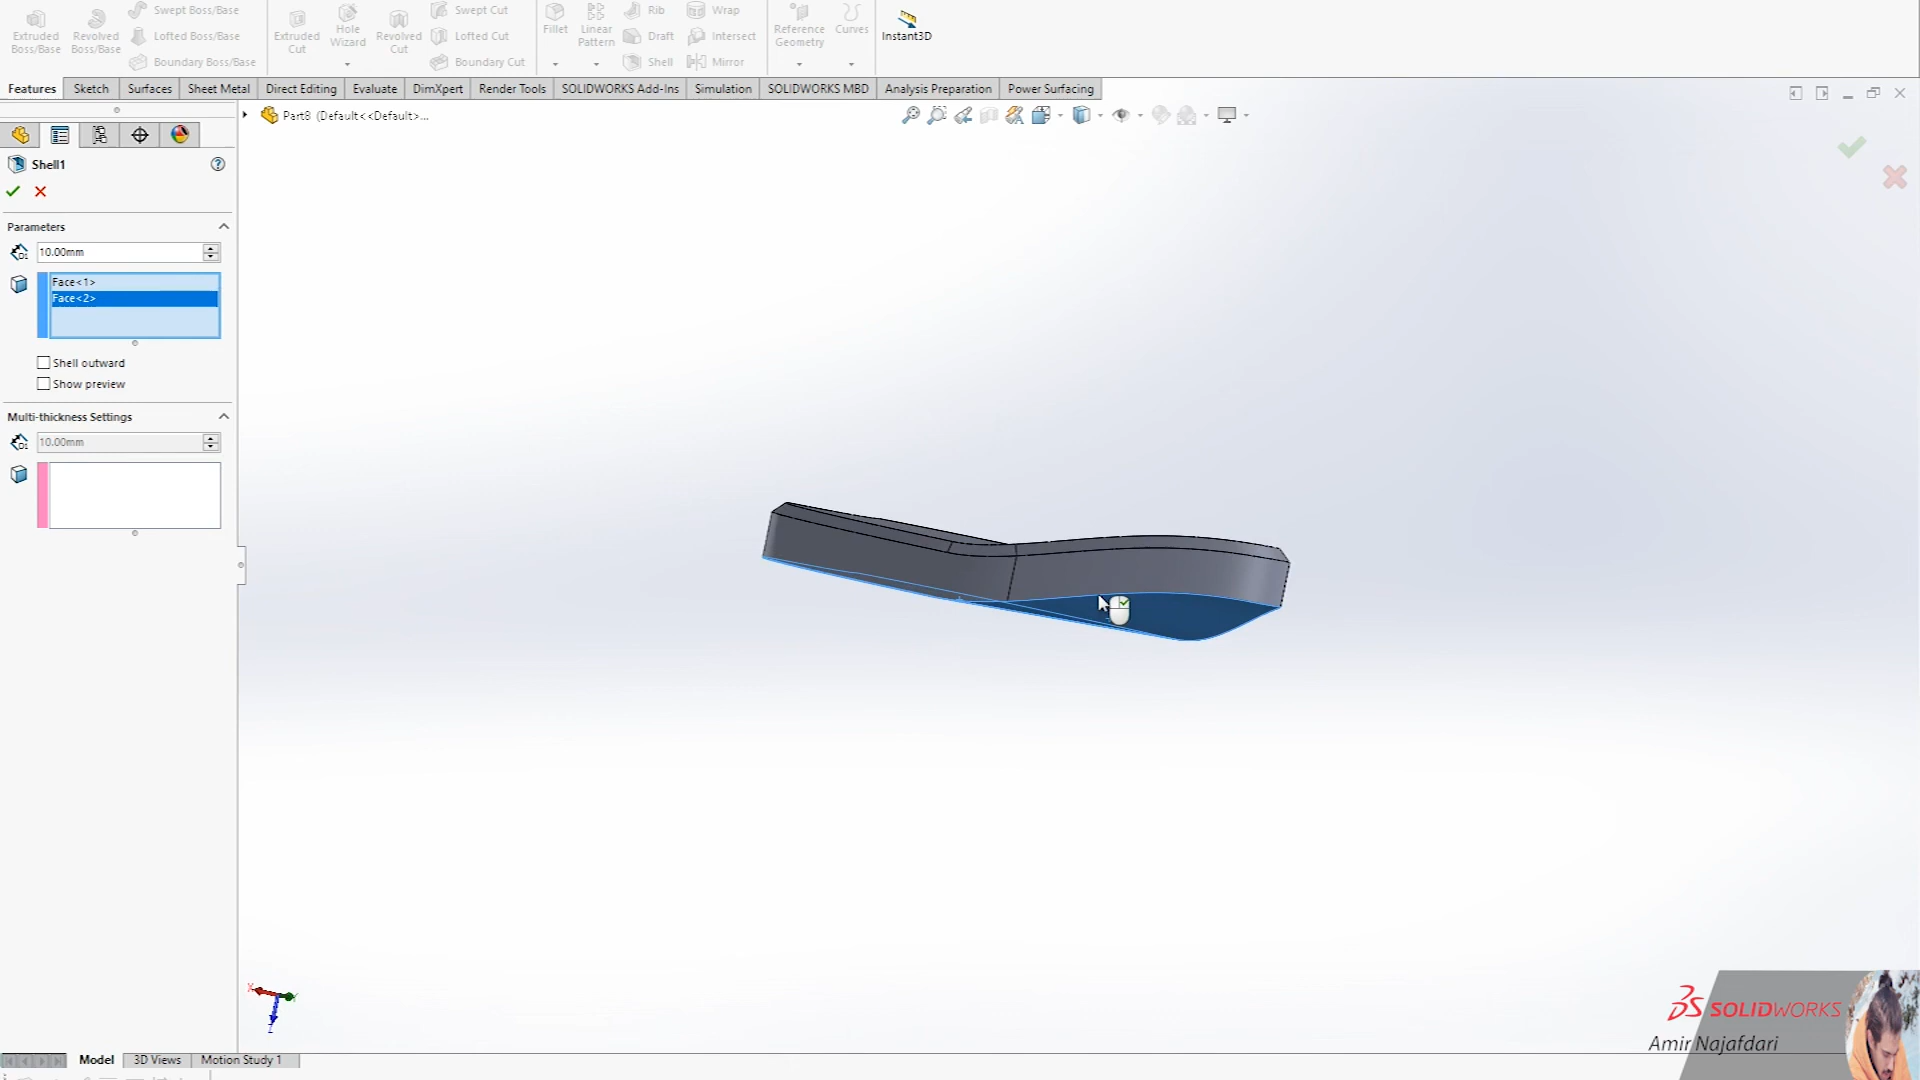 Extruded Boss/Base
Revolved Boss/Base
Swept Boss/Base
Lofted Boss/Base
Boundary Boss/Base
Extruded Cut
Hole Wizard
Revolved Cut
Swept Cut
Lofted Cut
Boundary Cut
Fillet
Linear Pattern
Rib
Draft
Shell
Wrap
Intersect
Mirror
Reference Geometry
Curves
Instant3D
Features
Sketch
Surfaces
Sheet Metal
Direct Editing
Evaluate
DimXpert
Render Tools
SOLIDWORKS Add-Ins
Simulation
SOLIDWORKS MBD
Analysis Preparation
Power Surfacing
Part8 (Default<<Default>...
Shell1
Parameters
10.00mm
Face<1>
Face<2>
Shell outward
Show preview
Multi-thickness Settings
10.00mm
X
Y
Z
SOLIDWORKS
Amir Najafdari
Model
3D Views
Motion Study 1